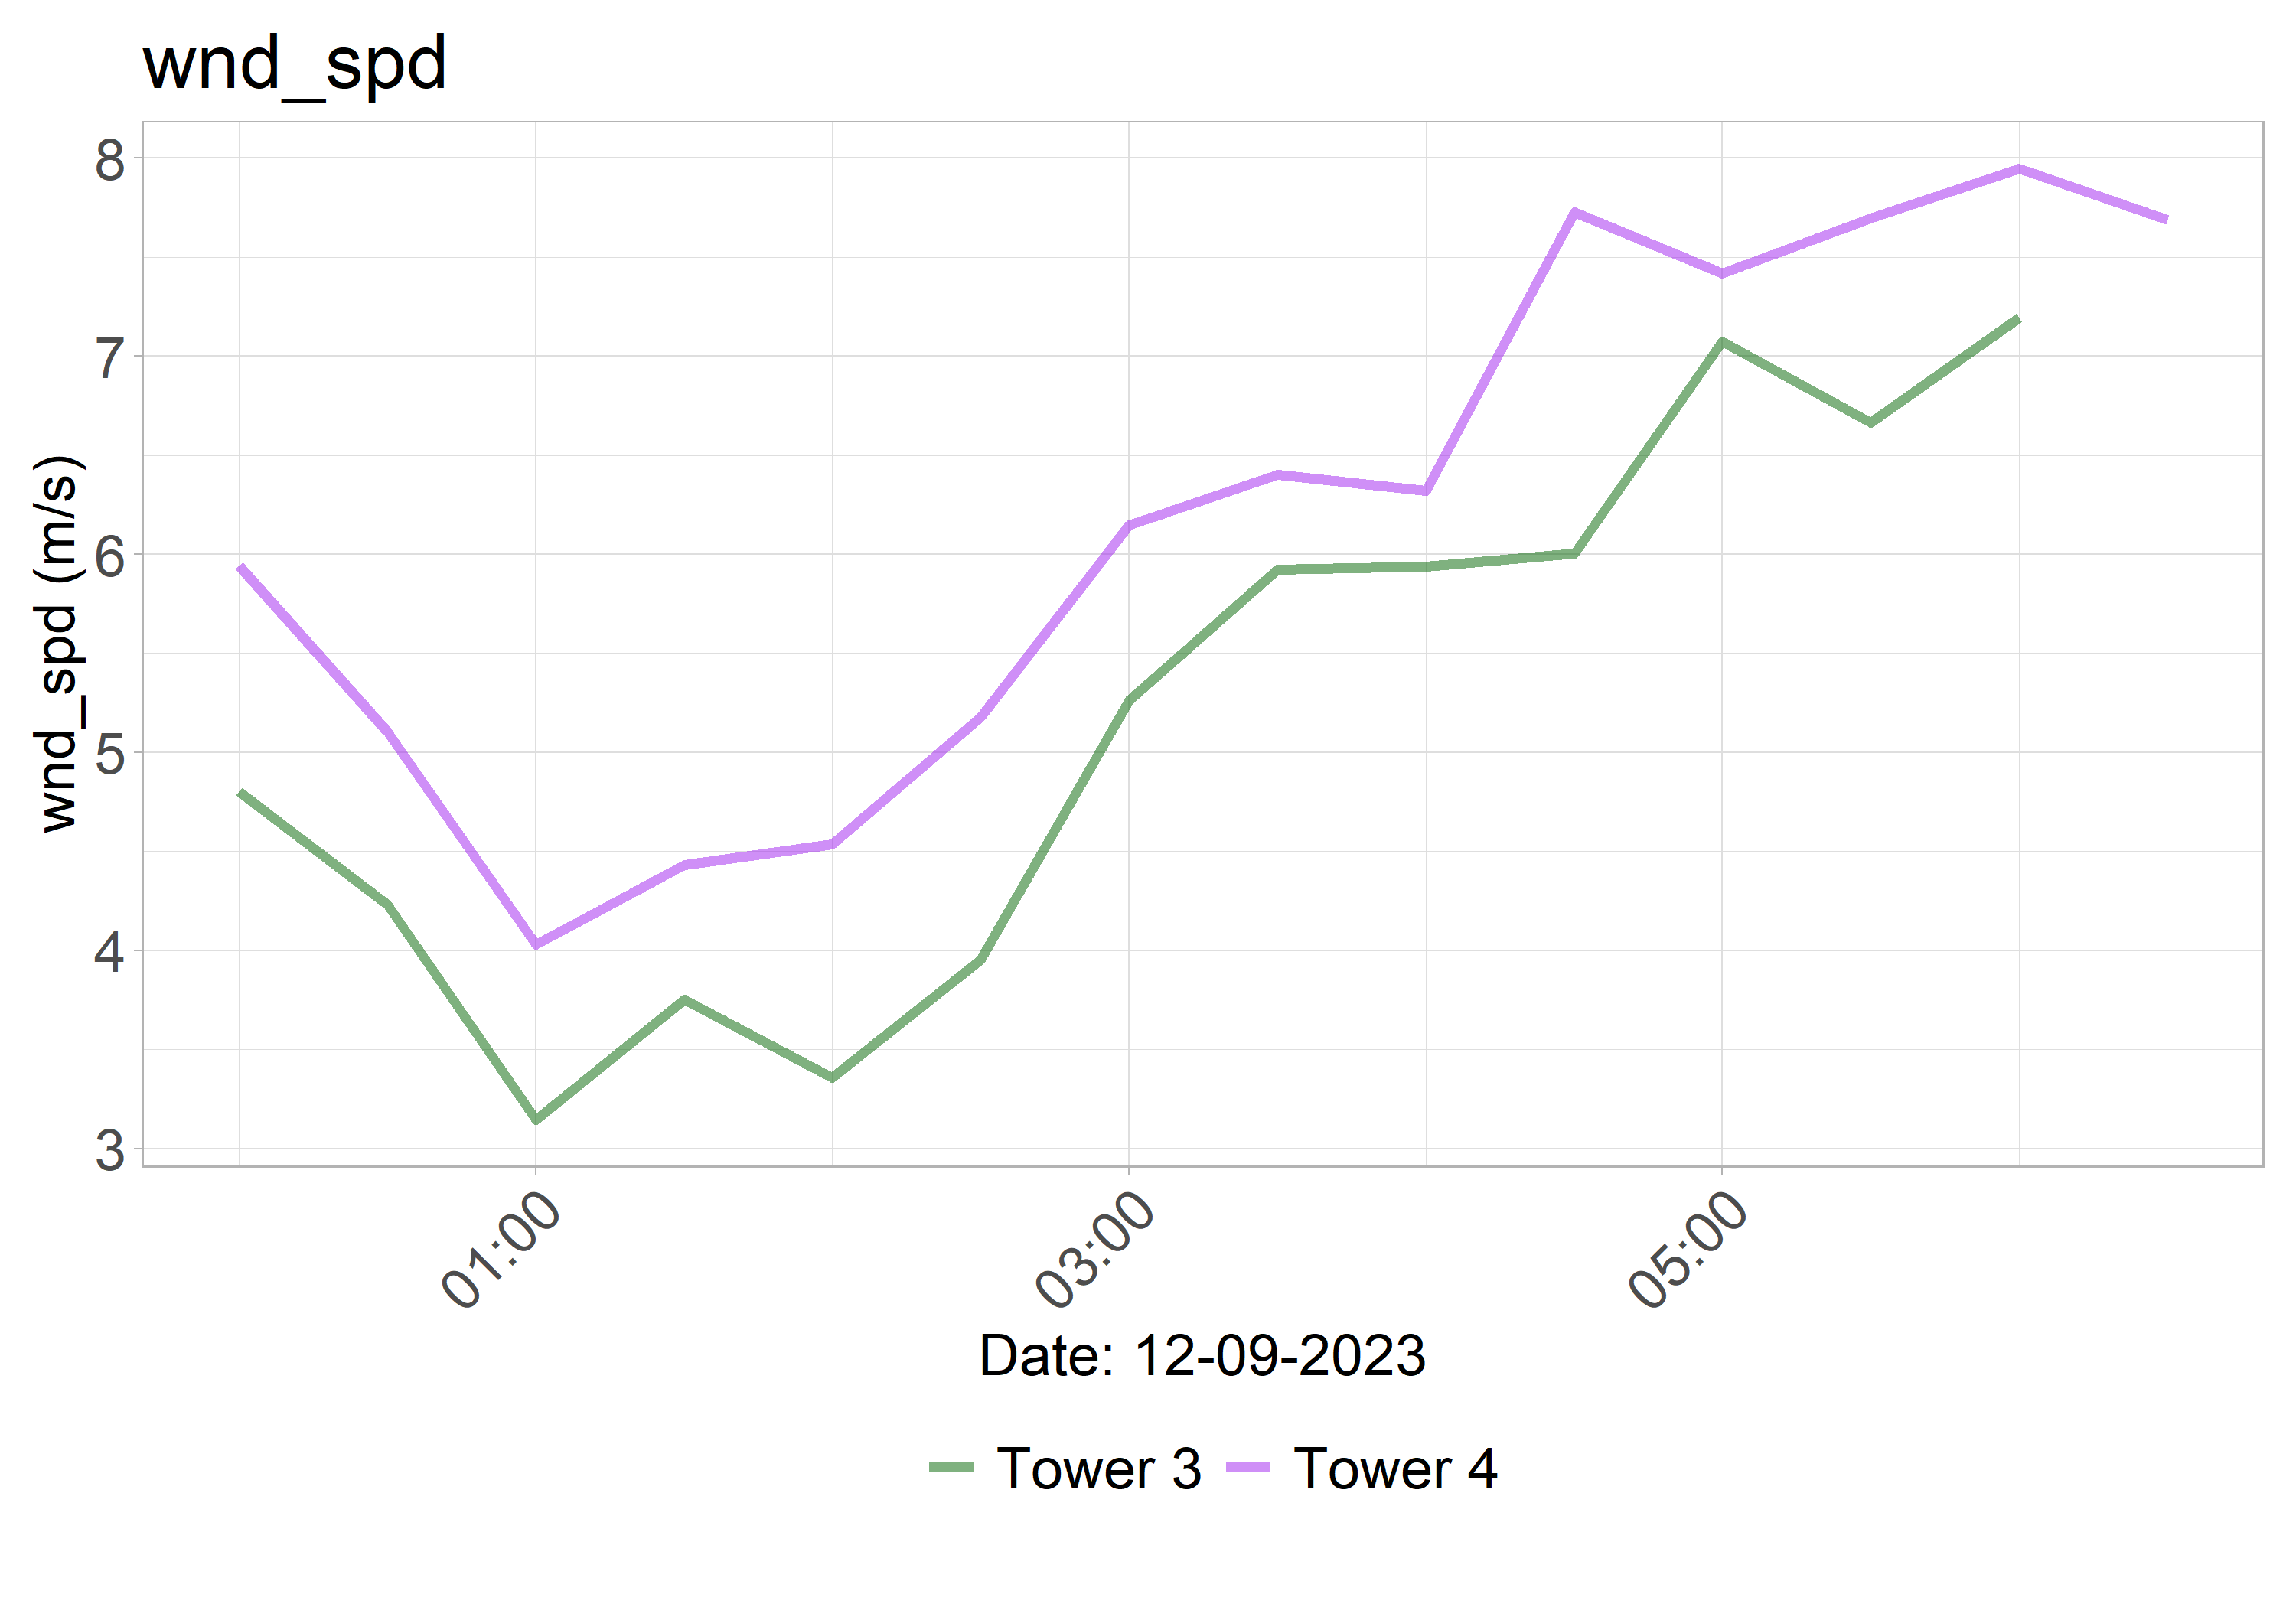 wnd_spd
wnd_spd (m/s)
8
7
6
5
4
3
01:00
03:00
05:00
Date: 12-09-2023
Tower 3
Tower 4